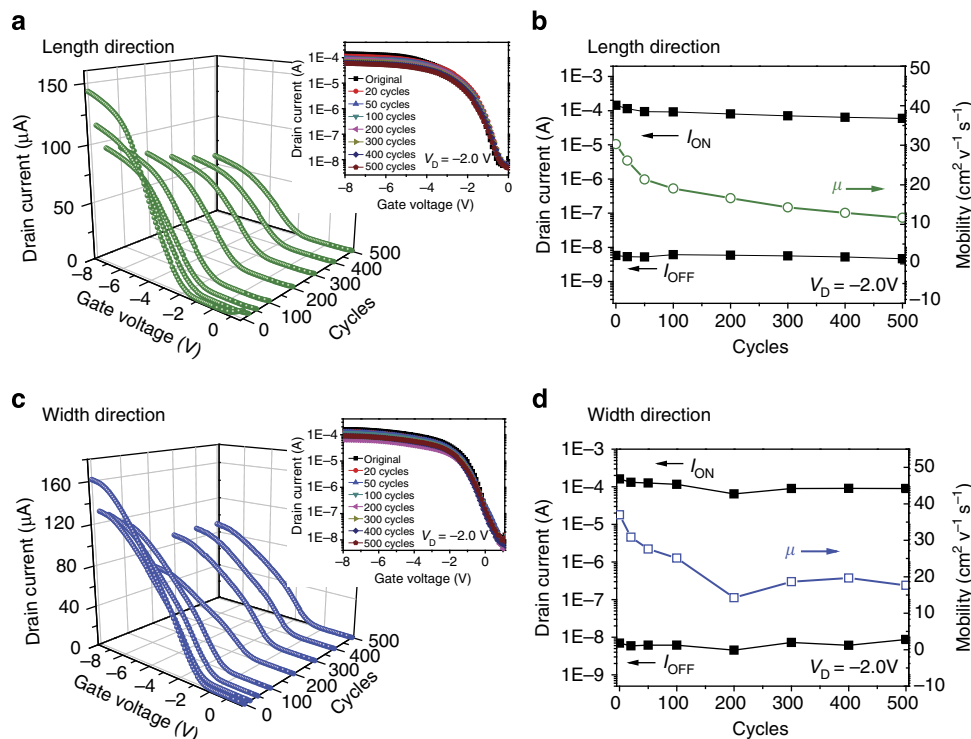 a
Length direction
Drain current (μA)
150
100
50
0
−8
−6
−4
−2
0
Gate voltage (V)
0
100
200
300
400
500
Cycles
Drain current (A)
1E−4
1E−5
1E−6
1E−7
1E−8
Original
20 cycles
50 cycles
100 cycles
200 cycles
300 cycles
400 cycles
500 cycles
VD = −2.0 V
−8 −6 −4 −2 0
Gate voltage (V)
b
Length direction
Drain current (A)
1E−3
1E−4
1E−5
1E−6
1E−7
1E−8
1E−9
ION
μ
IOFF
VD = −2.0V
50
40
30
20
10
0
−10
Mobility (cm² v⁻¹ s⁻¹)
0 100 200 300 400 500
Cycles
c
Width direction
Drain current (μA)
160
120
80
40
0
−8
−6
−4
−2
0
Gate voltage (V)
0
100
200
300
400
500
Cycles
Drain current (A)
1E−4
1E−5
1E−6
1E−7
1E−8
Original
20 cycles
50 cycles
100 cycles
200 cycles
300 cycles
400 cycles
500 cycles
VD = −2.0 V
−8 −6 −4 −2 0
Gate voltage (V)
d
Width direction
Drain current (A)
1E−3
1E−4
1E−5
1E−6
1E−7
1E−8
1E−9
ION
μ
IOFF
VD = −2.0V
50
40
30
20
10
0
−10
Mobility (cm² v⁻¹ s⁻¹)
0 100 200 300 400 500
Cycles